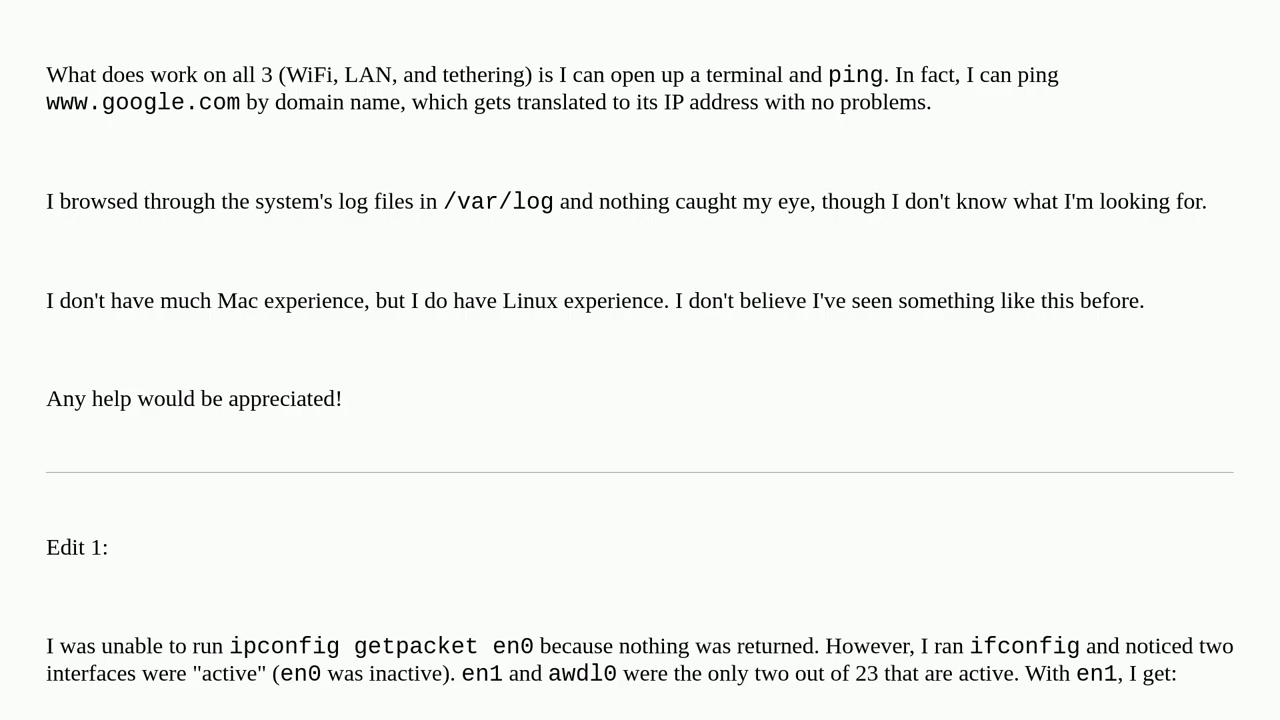 What does work on all 3 (WiFi, LAN, and tethering) is I can open up a terminal and ping. In fact, I can ping
www.google.com by domain name, which gets translated to its IP address with no problems.
I browsed through the system's log files in /var/log and nothing caught my eye, though I don't know what I'm looking for.
I don't have much Mac experience, but I do have Linux experience. I don't believe I've seen something like this before.
Any help would be appreciated!
Edit 1:
I was unable to run ipconfig getpacket en0 because nothing was returned. However, I ran ifconfig and noticed two
interfaces were "active" (en0 was inactive). en1 and awdl0 were the only two out of 23 that are active. With en1, I get: